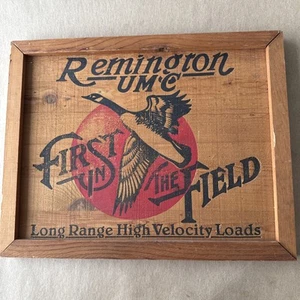 Remington
UMC
FIRST IN THE FIELD
Long Range High Velocity Loads